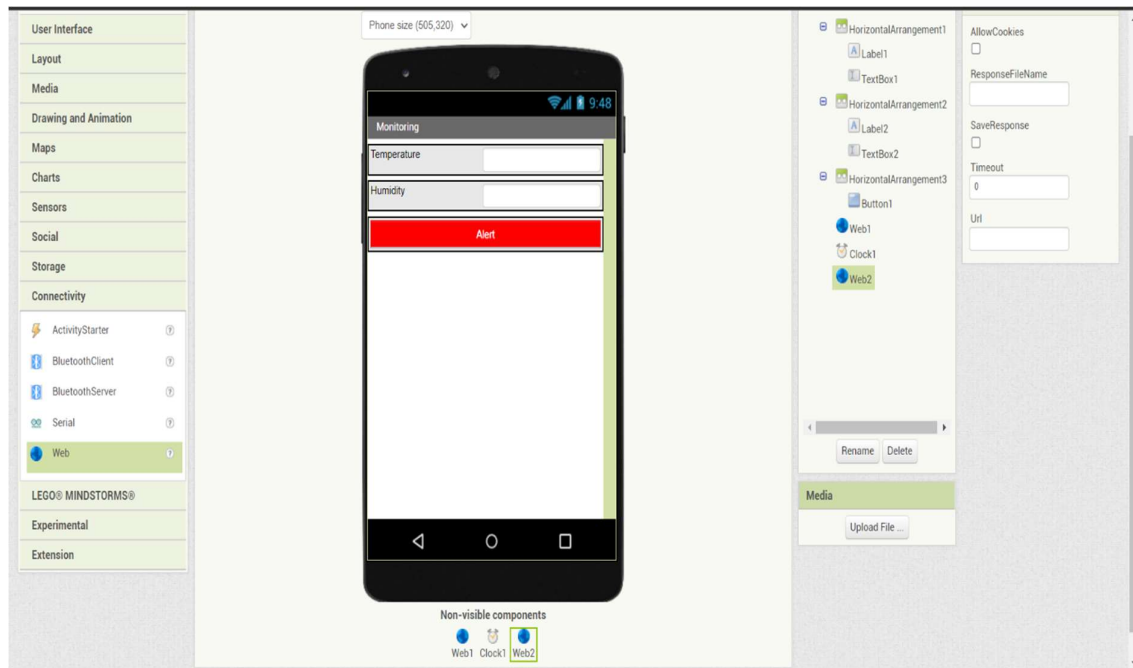 User Interface
Layout
Media
Drawing and Animation
Maps
Charts
Sensors
Social
Storage
Connectivity
ActivityStarter
BluetoothClient
BluetoothServer
Serial
Web
LEGO® MINDSTORMS®
Experimental
Extension
Phone size (505,320)
9:48
Monitoring
Temperature
Humidity
Alert
Non-visible components
Web1 Clock1 Web2
HorizontalArrangement1
Label1
TextBox1
HorizontalArrangement2
Label2
TextBox2
HorizontalArrangement3
Button1
Web1
Clock1
Web2
Rename Delete
Media
Upload File ...
AllowCookies
ResponseFileName
SaveResponse
Timeout
0
Url